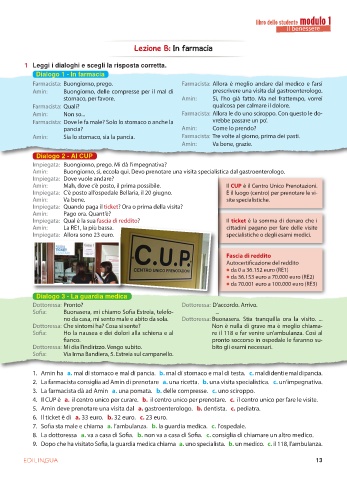 libro dello studente modulo 1
Il benessere
Lezione B: In farmacia
1 Leggi i dialoghi e scegli la risposta corretta.
Dialogo 1 - In farmacia
Farmacista: Buongiorno, prego.
Amin: Buongiorno, delle compresse per il mal di
stomaco, per favore.
Farmacista: Quali?
Amin: Non so...
Farmacista: Dove le fa male? Solo lo stomaco o anche la
pancia?
Amin: Sia lo stomaco, sia la pancia.
Farmacista: Allora è meglio andare dal medico e farsi
prescrivere una visita dal gastroenterologo.
Amin: Sì, l'ho già fatto. Ma nel frattempo, vorrei
qualcosa per calmare il dolore.
Farmacista: Allora le do uno sciroppo. Con questo le do-
vrebbe passare un po'.
Amin: Come lo prendo?
Farmacista: Tre volte al giorno, prima dei pasti.
Amin: Va bene, grazie.
Dialogo 2 - Al CUP
Impiegata: Buongiorno, prego. Mi dà l'impegnativa?
Amin: Buongiorno, sì, eccola qui. Devo prenotare una visita specialistica dal gastroenterologo.
Impiegata: Dove vuole andare?
Amin: Mah, dove c'è posto, il prima possibile.
Impiegata: C'è posto all'ospedale Bellaria, il 20 giugno.
Amin: Va bene.
Impiegata: Quando paga il ticket? Ora o prima della visita?
Amin: Pago ora. Quant'è?
Impiegata: Qual è la sua fascia di reddito?
Amin: La RE1, la più bassa.
Impiegata: Allora sono 23 euro.
Il CUP è il Centro Unico Prenotazioni.
È il luogo (centro) per prenotare le vi-
site specialistiche.
Il ticket è la somma di denaro che i
cittadini pagano per fare delle visite
specialistiche o degli esami medici.
Fascia di reddito
Autocertificazione del reddito
• da 0 a 36.152 euro (RE1)
• da 36.153 euro a 70.000 euro (RE2)
• da 70.001 euro a 100.000 euro (RE3)
C.U.P.
CENTRO UNICO PRENOTAZIONI
Dialogo 3 - La guardia medica
Dottoressa: Pronto?
Sofia: Buonasera, mi chiamo Sofia Estreia, telefo-
no da casa, mi sento male e abito da sola.
Dottoressa: Che sintomi ha? Cosa si sente?
Sofia: Ho la nausea e dei dolori alla schiena e al
fianco.
Dottoressa: Mi dia l'indirizzo. Vengo subito.
Sofia: Via Irma Bandiera, 5. Estreia sul campanello.
Dottoressa: D'accordo. Arrivo.
...
Dottoressa: Buonasera. Stia tranquilla ora la visito. ...
Non è nulla di grave ma è meglio chiama-
re il 118 e far venire un'ambulanza. Così al
pronto soccorso in ospedale le faranno su-
bito gli esami necessari.
1. Amin ha a. mal di stomaco e mal di pancia. b. mal di stomaco e mal di testa. c. mal di denti e mal di pancia.
2. La farmacista consiglia ad Amin di prenotare a. una ricetta. b. una visita specialistica. c. un'impegnativa.
3. La farmacista dà ad Amin a. una pomata. b. delle compresse. c. uno sciroppo.
4. Il CUP è a. il centro unico per curare. b. il centro unico per prenotare. c. il centro unico per fare le visite.
5. Amin deve prenotare una visita dal a. gastroenterologo. b. dentista. c. pediatra.
6. Il ticket è di a. 33 euro. b. 32 euro. c. 23 euro.
7. Sofia sta male e chiama a. l'ambulanza. b. la guardia medica. c. l'ospedale.
8. La dottoressa a. va a casa di Sofia. b. non va a casa di Sofia. c. consiglia di chiamare un altro medico.
9. Dopo che ha visitato Sofia, la guardia medica chiama a. uno specialista. b. un medico. c. il 118, l'ambulanza.
EDILINGUA
13